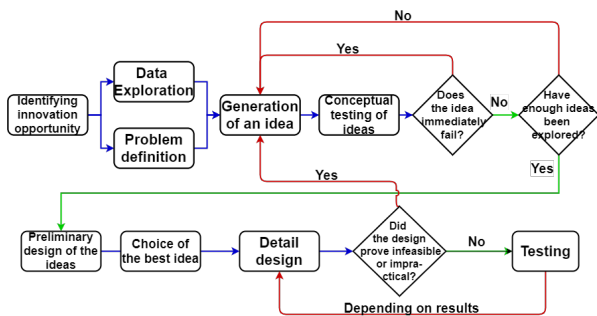 No
Yes
Data
Exploration
Identifying
innovation
opportunity
Problem
definition
Generation
of an idea
Conceptual
testing of
ideas
Does
the idea
immediately
fail?
No
Have
enough ideas
been
explored?
Yes
Yes
Preliminary
design of the
ideas
Choice of
the best idea
Detail
design
Did
the design
prove infeasible
or impra-
ctical?
No
Testing
Depending on results